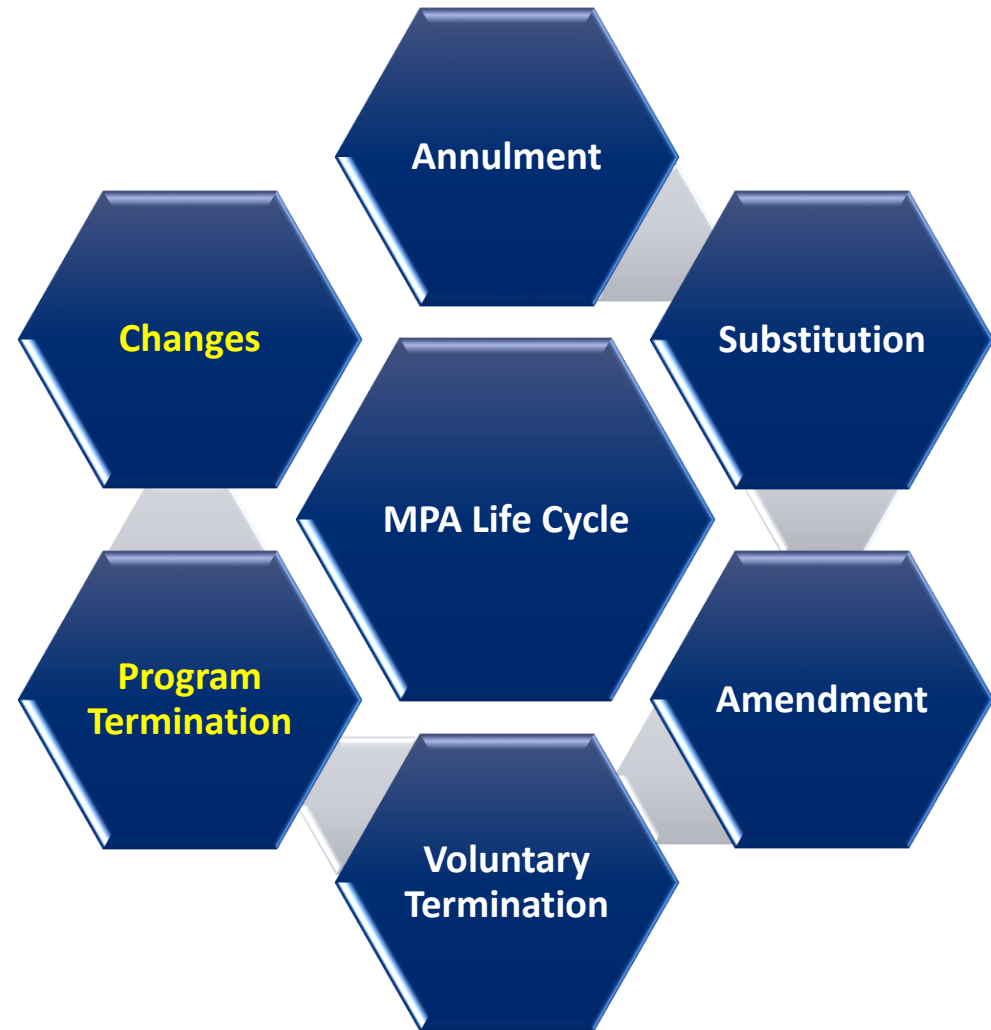 Annulment
Changes
Substitution
MPA Life Cycle
Program
Termination
Amendment
Voluntary
Termination